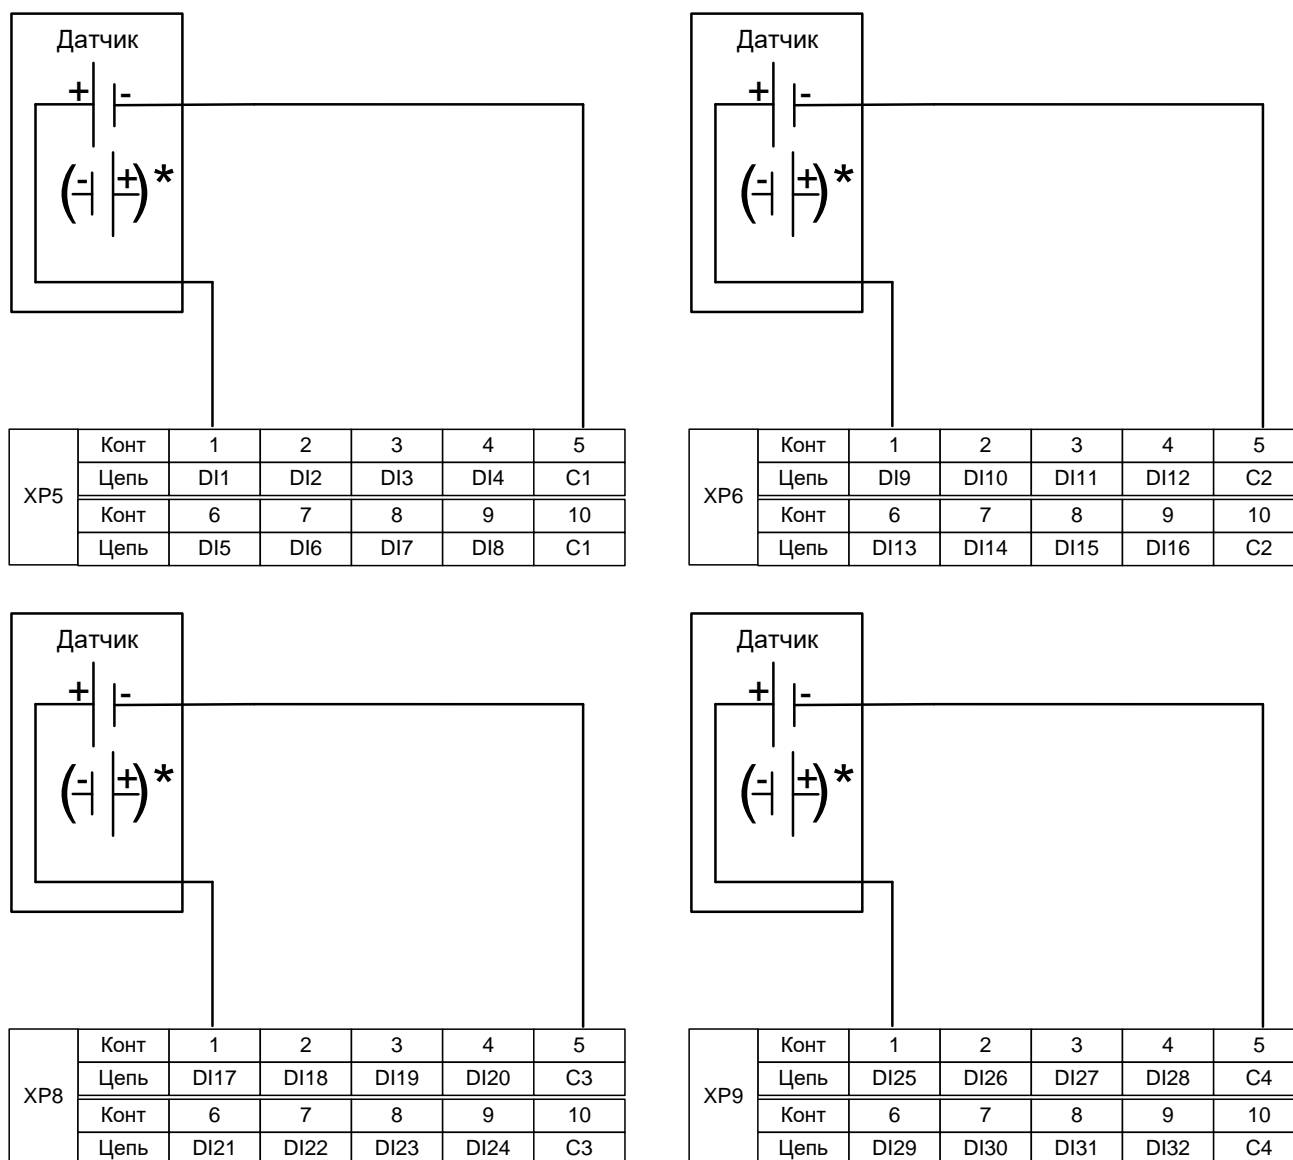 Датчик
+ -
(- +)*
XP5
Конт 1 2 3 4 5
Цепь DI1 DI2 DI3 DI4 C1
Конт 6 7 8 9 10
Цепь DI5 DI6 DI7 DI8 C1
Датчик
+ -
(- +)*
XP6
Конт 1 2 3 4 5
Цепь DI9 DI10 DI11 DI12 C2
Конт 6 7 8 9 10
Цепь DI13 DI14 DI15 DI16 C2
Датчик
+ -
(- +)*
XP8
Конт 1 2 3 4 5
Цепь DI17 DI18 DI19 DI20 C3
Конт 6 7 8 9 10
Цепь DI21 DI22 DI23 DI24 C3
Датчик
+ -
(- +)*
XP9
Конт 1 2 3 4 5
Цепь DI25 DI26 DI27 DI28 C4
Конт 6 7 8 9 10
Цепь DI29 DI30 DI31 DI32 C4